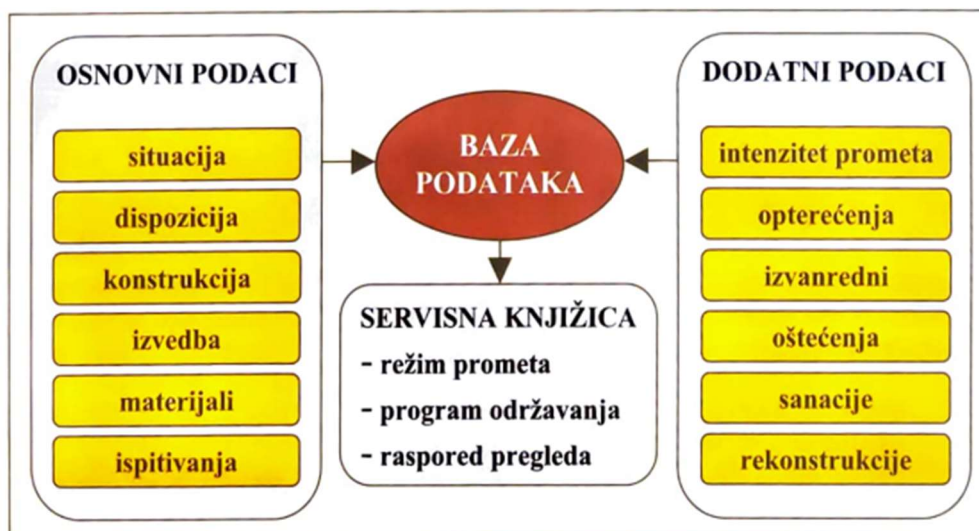 OSNOVNI PODACI
situacija
dispozicija
konstrukcija
izvedba
materijali
ispitivanja
BAZA
PODATAKA
SERVISNA KNJIŽICA
- režim prometa
- program održavanja
- raspored pregleda
DODATNI PODACI
intenzitet prometa
opterećenja
izvanredni
oštećenja
sanacije
rekonstrukcije